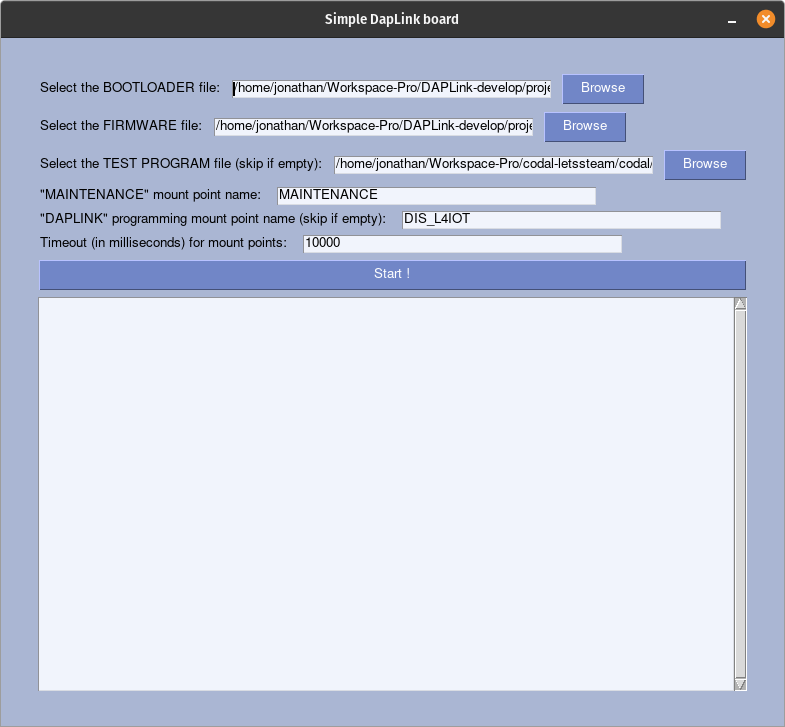 Simple DapLink board
Select the BOOTLOADER file: /home/jonathan/Workspace-Pro/DAPLink-develop/proje Browse
Select the FIRMWARE file: /home/jonathan/Workspace-Pro/DAPLink-develop/proje Browse
Select the TEST PROGRAM file (skip if empty): /home/jonathan/Workspace-Pro/codal-letssteam/codal/ Browse
"MAINTENANCE" mount point name: MAINTENANCE
"DAPLINK" programming mount point name (skip if empty): DIS_L4IOT
Timeout (in milliseconds) for mount points: 10000
Start !